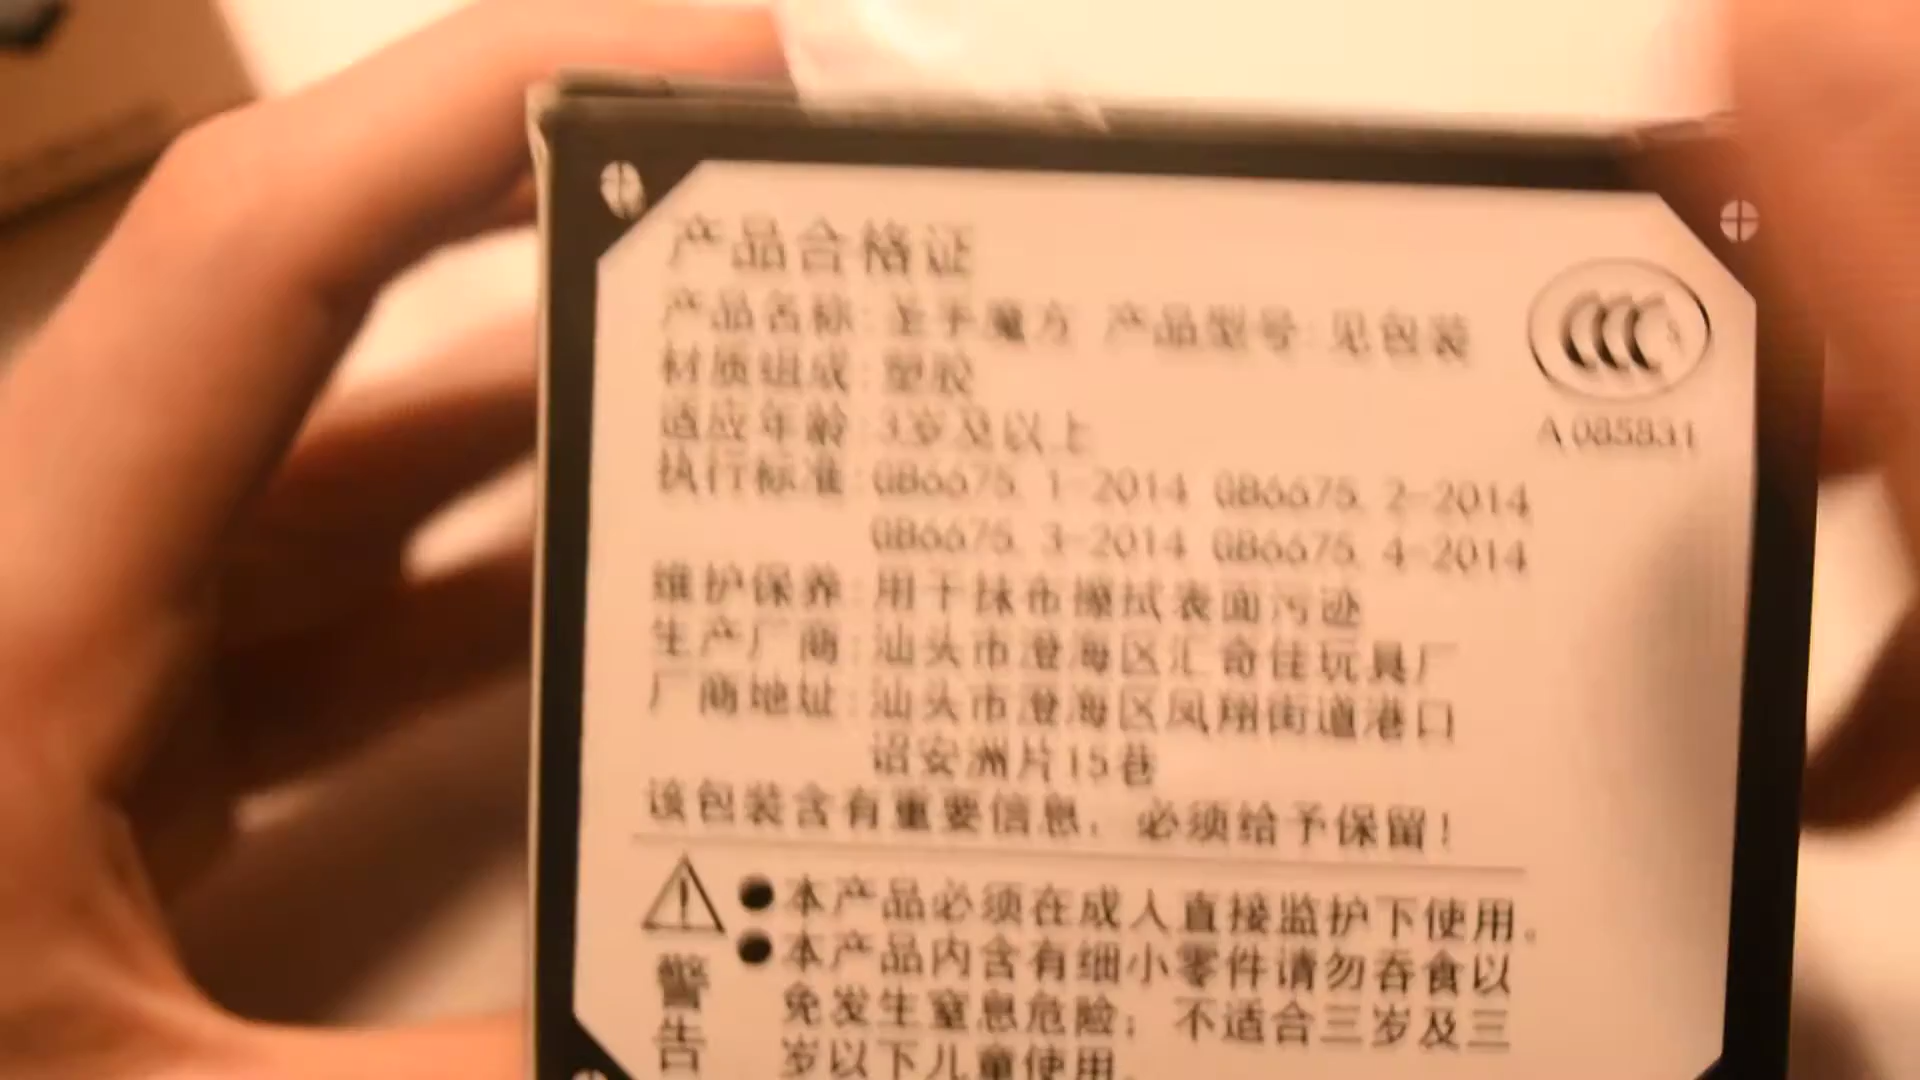 产品合格证
产品名称：圣手魔方 产品型号：见包装
材质组成：塑胶
适应年龄：3岁及以上
执行标准：GB6675.1-2014 GB6675.2-2014
GB6675.3-2014 GB6675.4-2014
维护保养：用干抹布擦拭表面污迹
生产厂商：汕头市澄海区汇奇佳玩具厂
厂商地址：汕头市澄海区凤翔街道港口
诏安洲片15巷
该包装含有重要信息，必须给予保留！
CCC
A 085831
警告
●本产品必须在成人直接监护下使用。
●本产品内含有细小零件请勿吞食以
免发生窒息危险；不适合三岁及三
岁以下儿童使用。